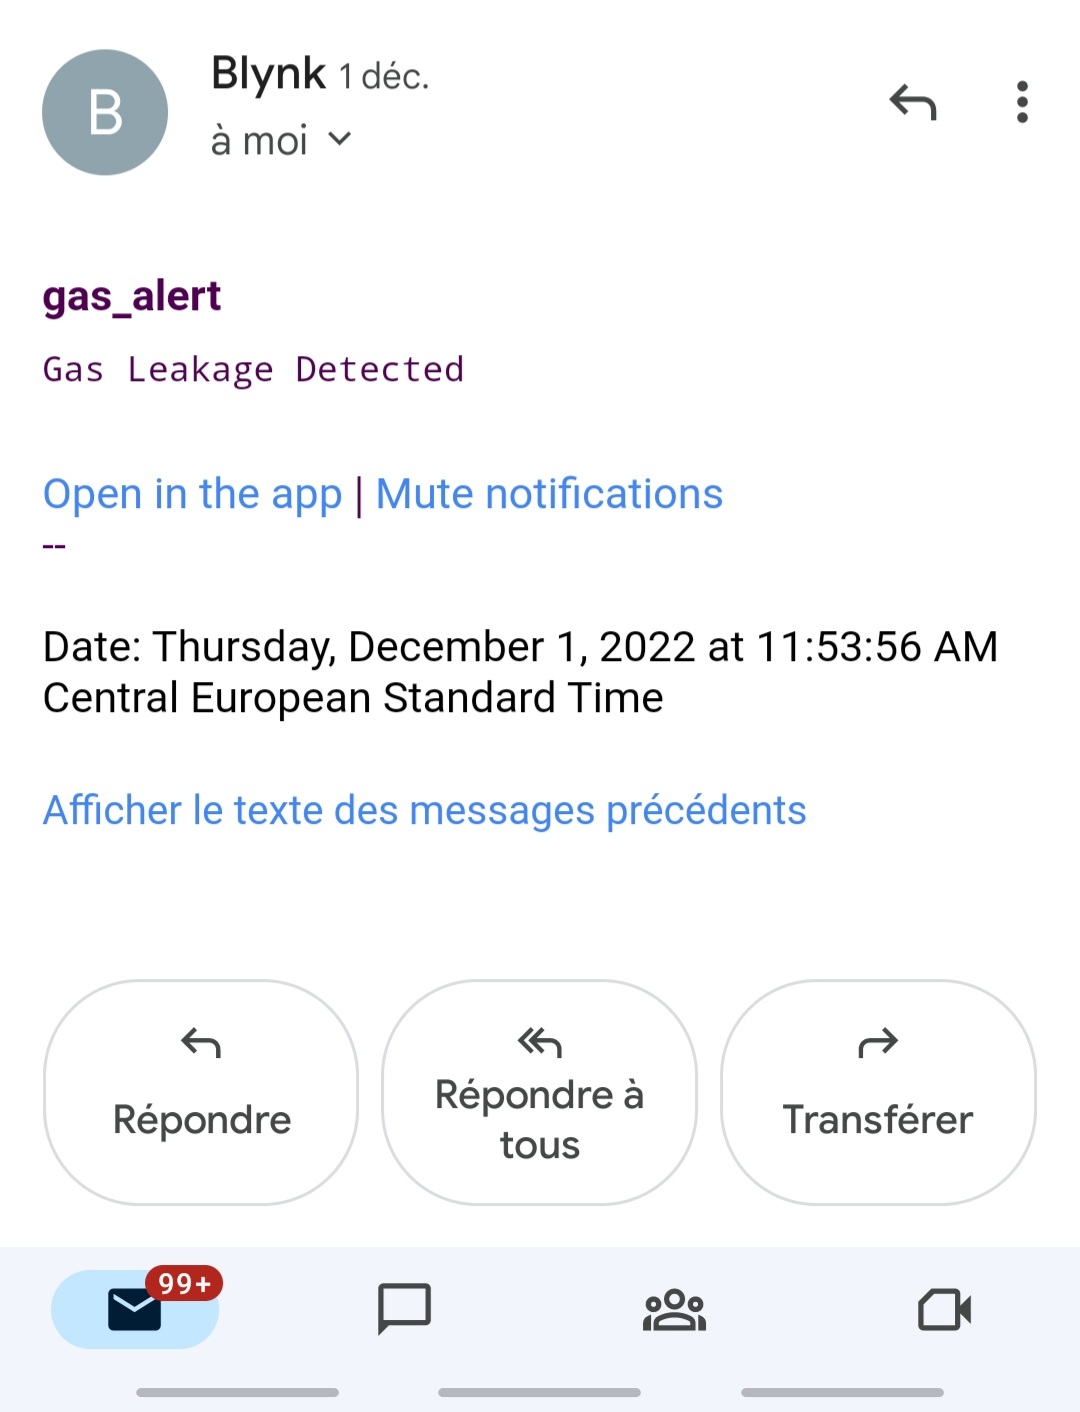 B
Blynk 1 déc.
à moi
gas_alert
Gas Leakage Detected
Open in the app | Mute notifications
--
Date: Thursday, December 1, 2022 at 11:53:56 AM
Central European Standard Time
Afficher le texte des messages précédents
Répondre
Répondre à
tous
Transférer
99+